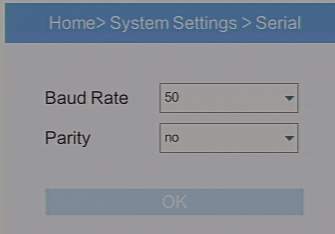 Home> System Settings > Serial
Baud Rate 50
Parity no
OK